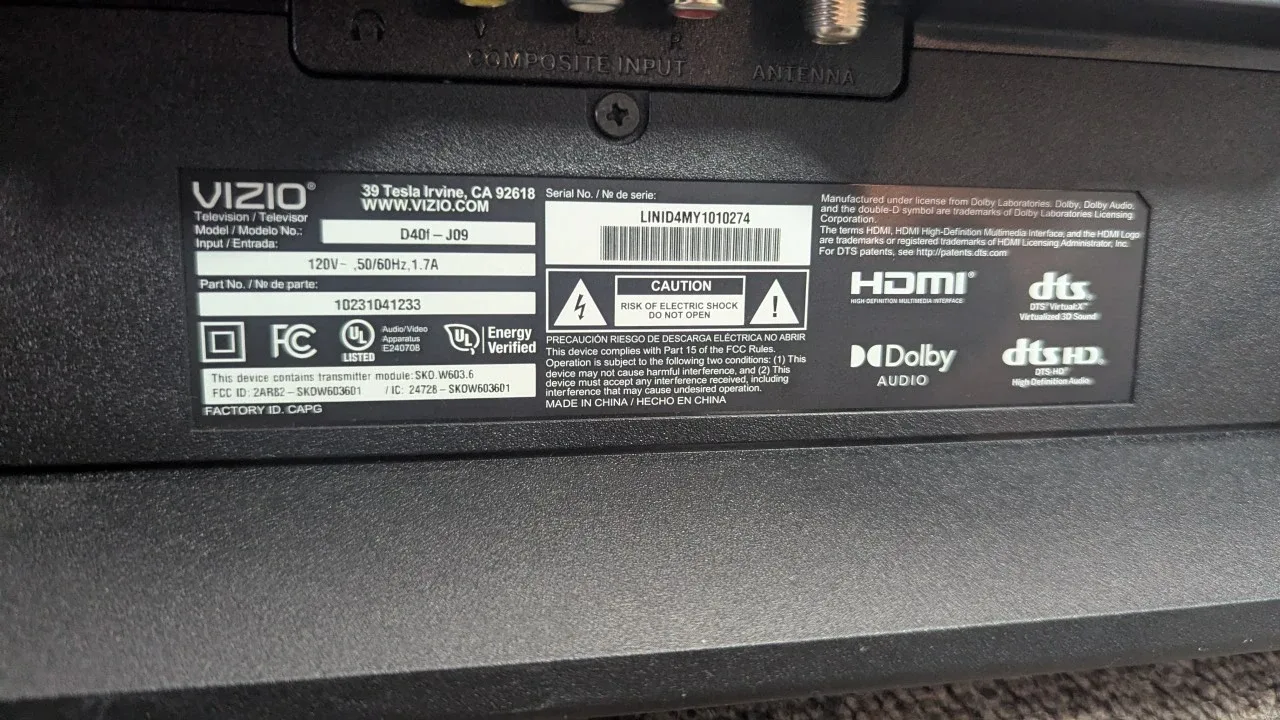 V L R
COMPOSITE INPUT
ANTENNA
VIZIO®
39 Tesla Irvine, CA 92618
WWW.VIZIO.COM
Television / Televisor
Model / Modelo No.:
D40f-J09
Input / Entrada:
120V~ ,50/60Hz,1.7A
Part No. / № de parte:
10231041233
FC
UL
LISTED
Audio/Video
Apparatus
E240708
UL
Energy
Verified
This device contains transmitter module: SKO.W603.6
FCC ID: 2ARB2-SKOW603601 / IC: 24728-SKOW603601
FACTORY ID. CAPG
Serial No. / № de serie:
LINID4MY1010274
CAUTION
RISK OF ELECTRIC SHOCK
DO NOT OPEN
PRECAUCIÓN RIESGO DE DESCARGA ELÉCTRICA NO ABRIR
This device complies with Part 15 of the FCC Rules.
Operation is subject to the following two conditions: (1) This
device may not cause harmful interference, and (2) This
device must accept any interference received, including
interference that may cause undesired operation.
MADE IN CHINA / HECHO EN CHINA
Manufactured under license from Dolby Laboratories. Dolby, Dolby Audio,
and the double-D symbol are trademarks of Dolby Laboratories Licensing
Corporation.
The terms HDMI, HDMI High-Definition Multimedia Interface, and the HDMI Logo
are trademarks or registered trademarks of HDMI Licensing Administrator, Inc.
For DTS patents, see http://patents.dts.com
HDMI®
HIGH-DEFINITION MULTIMEDIA INTERFACE
dts
DTS® Virtual:X™
Virtualized 3D Sound
Dolby
AUDIO
dts HD
DTS-HD®
High Definition Audio